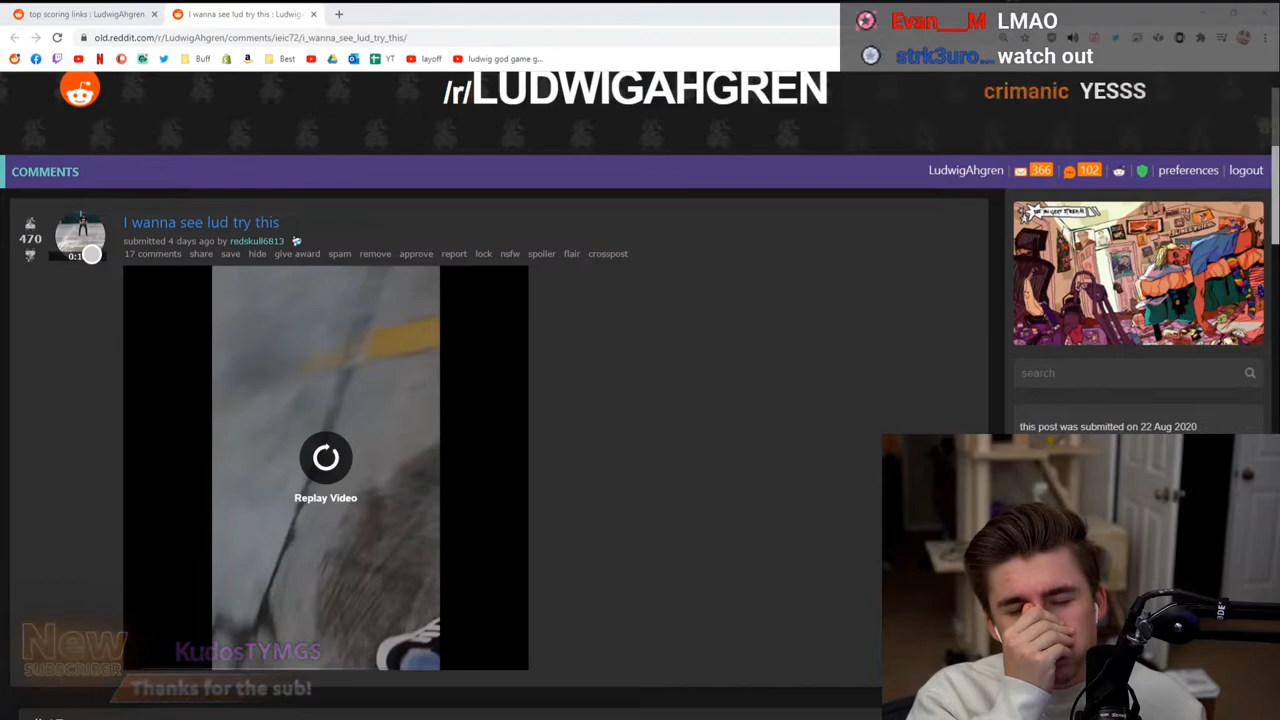 top scoring links : LudwigAhgren
I wanna see lud try this : Ludwig
old.reddit.com/r/LudwigAhgren/comments/ieic72/i_wanna_see_lud_try_this/
Buff
Best
YT
layoff
ludwig god game g...
Evan___M LMAO
strk3uro... watch out
crimanic YESSS
/r/LUDWIGAHGREN
COMMENTS
LudwigAhgren 366 102 preferences logout
I wanna see lud try this
470
submitted 4 days ago by redskull6813
0:1
17 comments share save hide give award spam remove approve report lock nsfw spoiler flair crosspost
search
this post was submitted on 22 Aug 2020
Replay Video
New
SUBSCRIBER
KudosTYMGS
Thanks for the sub!